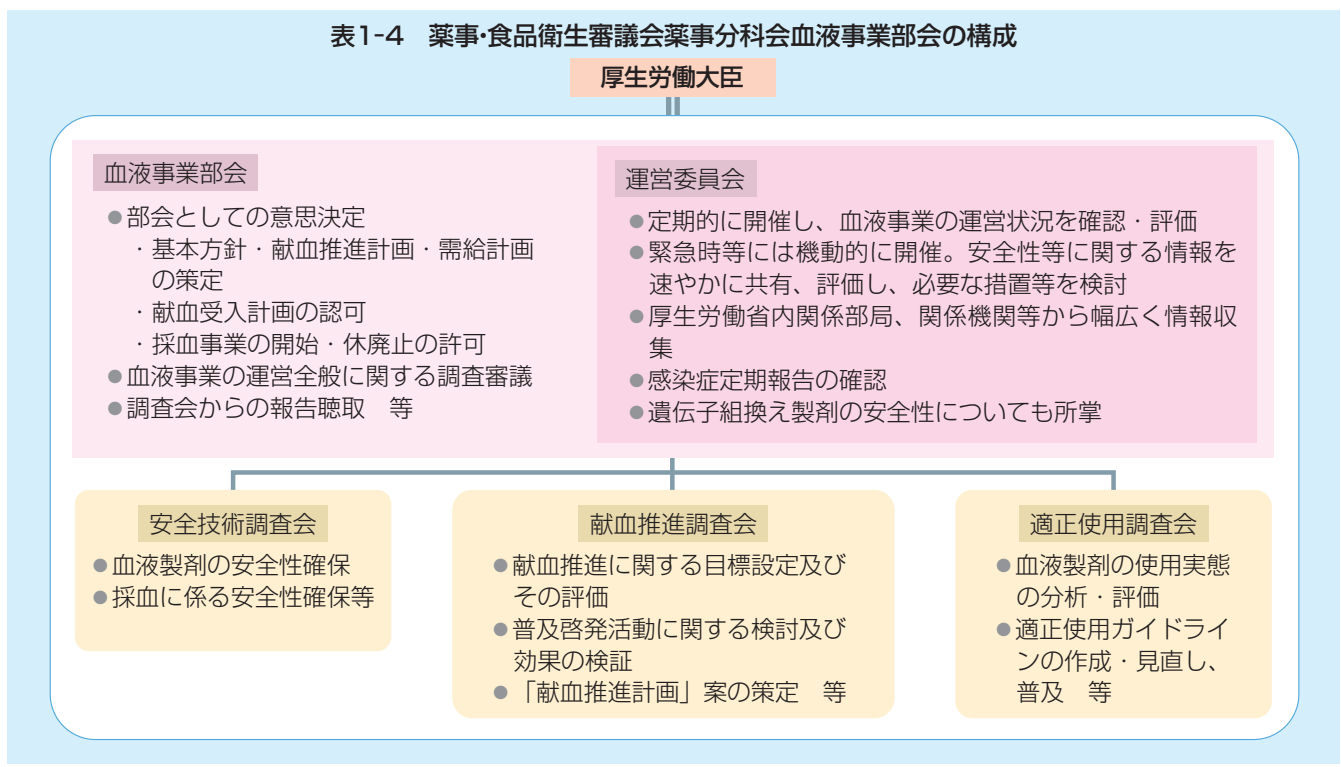 表1-4 薬事・食品衛生審議会薬事分科会血液事業部会の構成
厚生労働大臣
血液事業部会
●部会としての意思決定
・基本方針・献血推進計画・需給計画
の策定
・献血受入計画の認可
・採血事業の開始・休廃止の許可
●血液事業の運営全般に関する調査審議
●調査会からの報告聴取 等
運営委員会
●定期的に開催し、血液事業の運営状況を確認・評価
●緊急時等には機動的に開催。安全性等に関する情報を
速やかに共有、評価し、必要な措置等を検討
●厚生労働省内関係部局、関係機関等から幅広く情報収
集
●感染症定期報告の確認
●遺伝子組換え製剤の安全性についても所掌
安全技術調査会
●血液製剤の安全性確保
●採血に係る安全性確保等
献血推進調査会
●献血推進に関する目標設定及び
その評価
●普及啓発活動に関する検討及び
効果の検証
●「献血推進計画」案の策定 等
適正使用調査会
●血液製剤の使用実態
の分析・評価
●適正使用ガイドライ
ンの作成・見直し、
普及 等